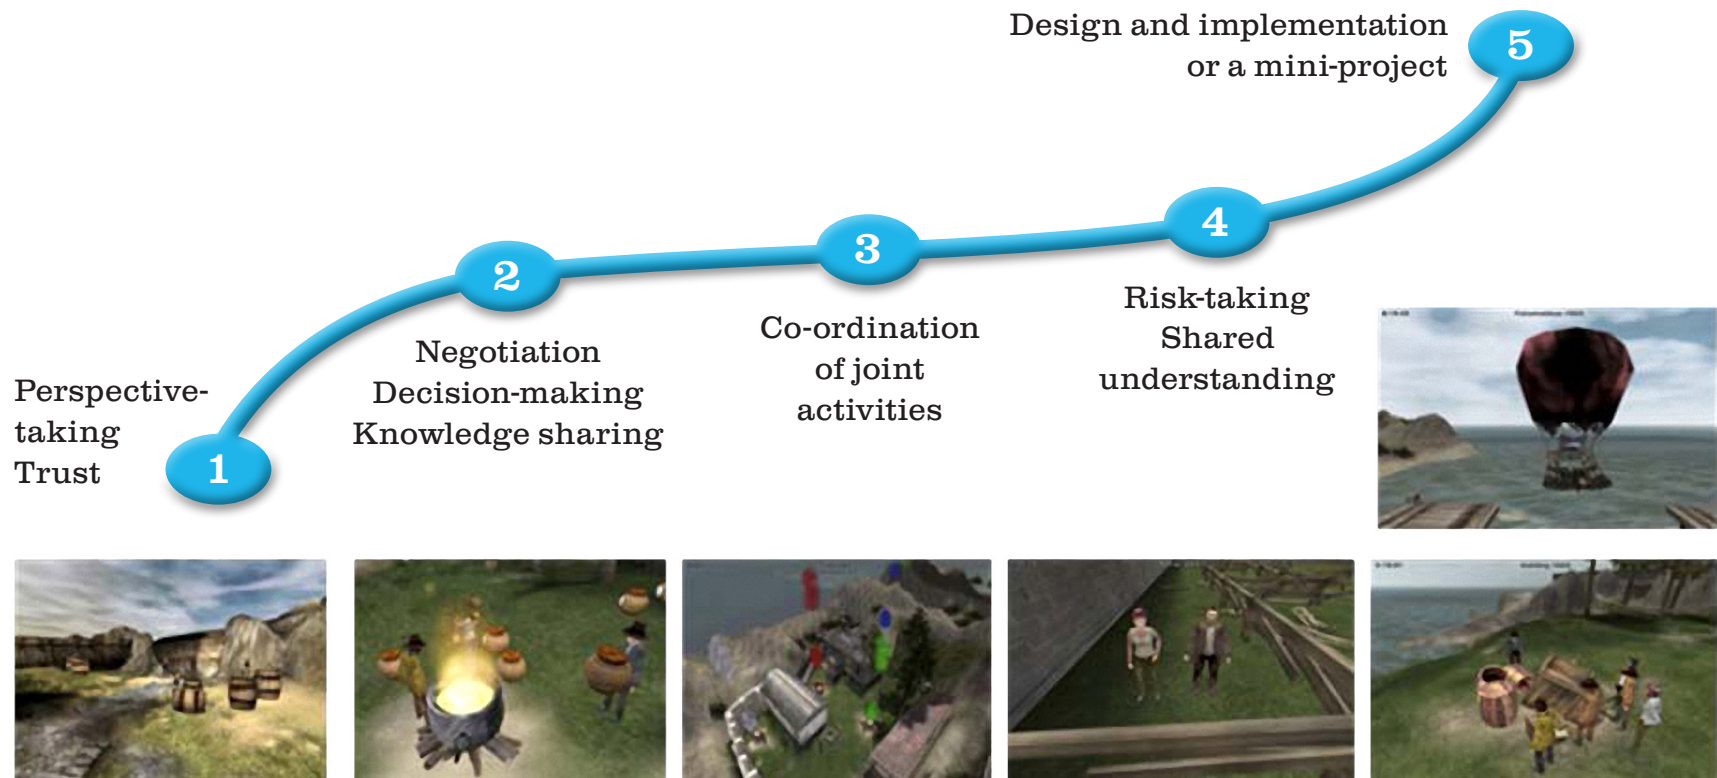 Design and implementation
or a mini-project
5
4
3
2
1
Perspective-
taking
Trust
Negotiation
Decision-making
Knowledge sharing
Co-ordination
of joint
activities
Risk-taking
Shared
understanding